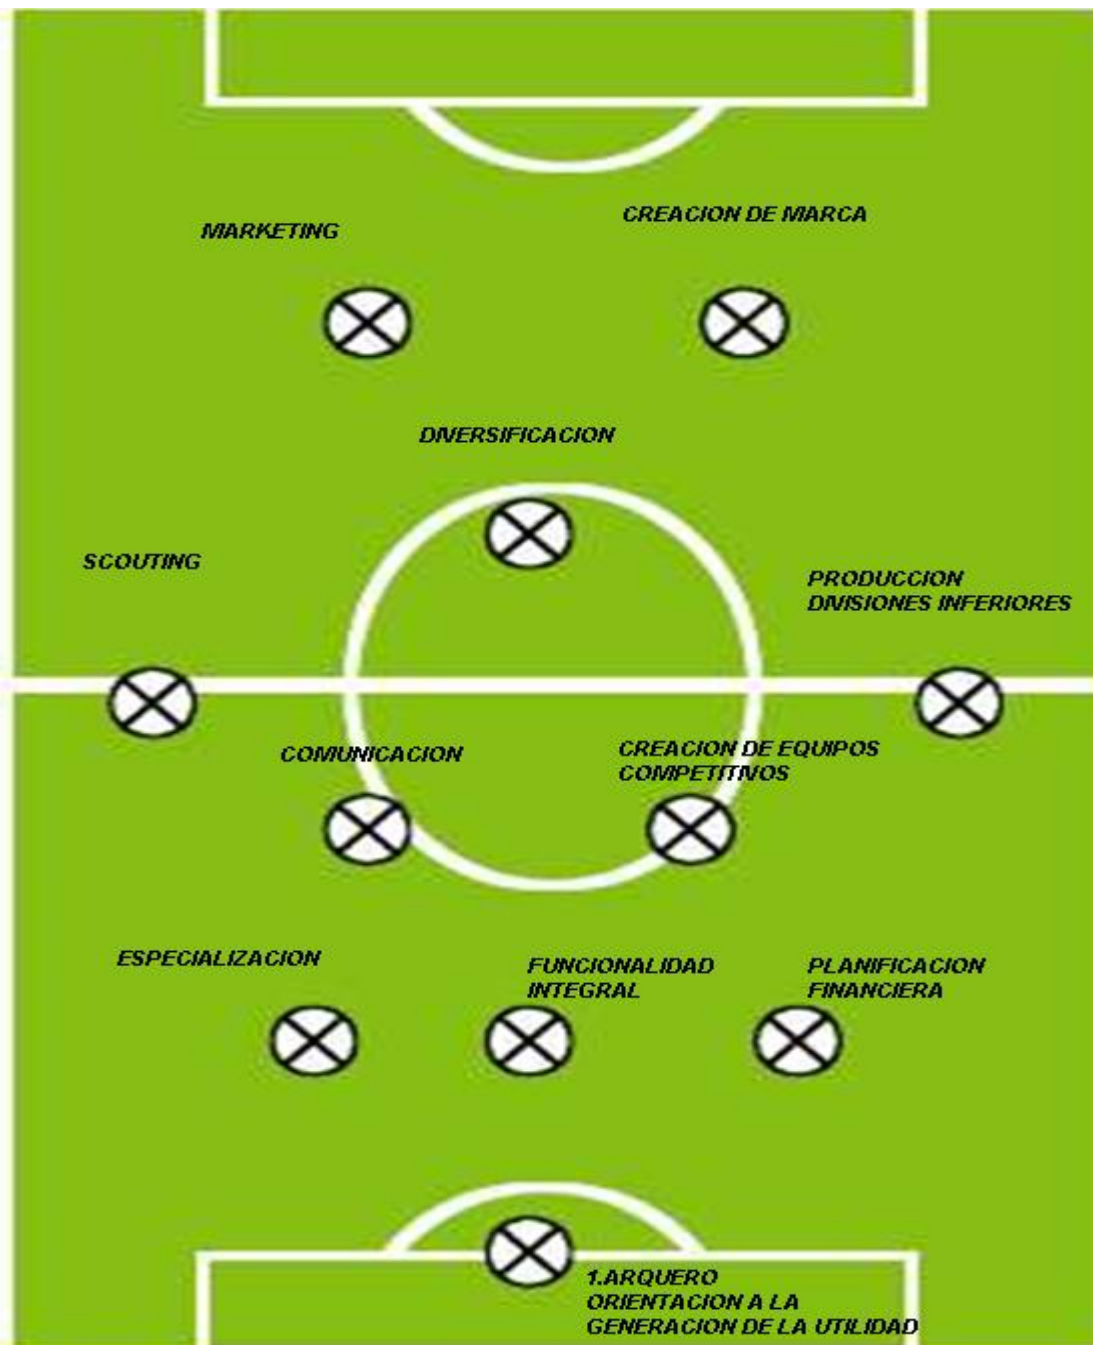 MARKETING
CREACION DE MARCA
DIVERSIFICACION
SCOUTING
PRODUCCION
DIVISIONES INFERIORES
COMUNICACION
CREACION DE EQUIPOS
COMPETITIVOS
ESPECIALIZACION
FUNCIONALIDAD
INTEGRAL
PLANIFICACION
FINANCIERA
1.ARQUERO
ORIENTACION A LA
GENERACION DE LA UTILIDAD